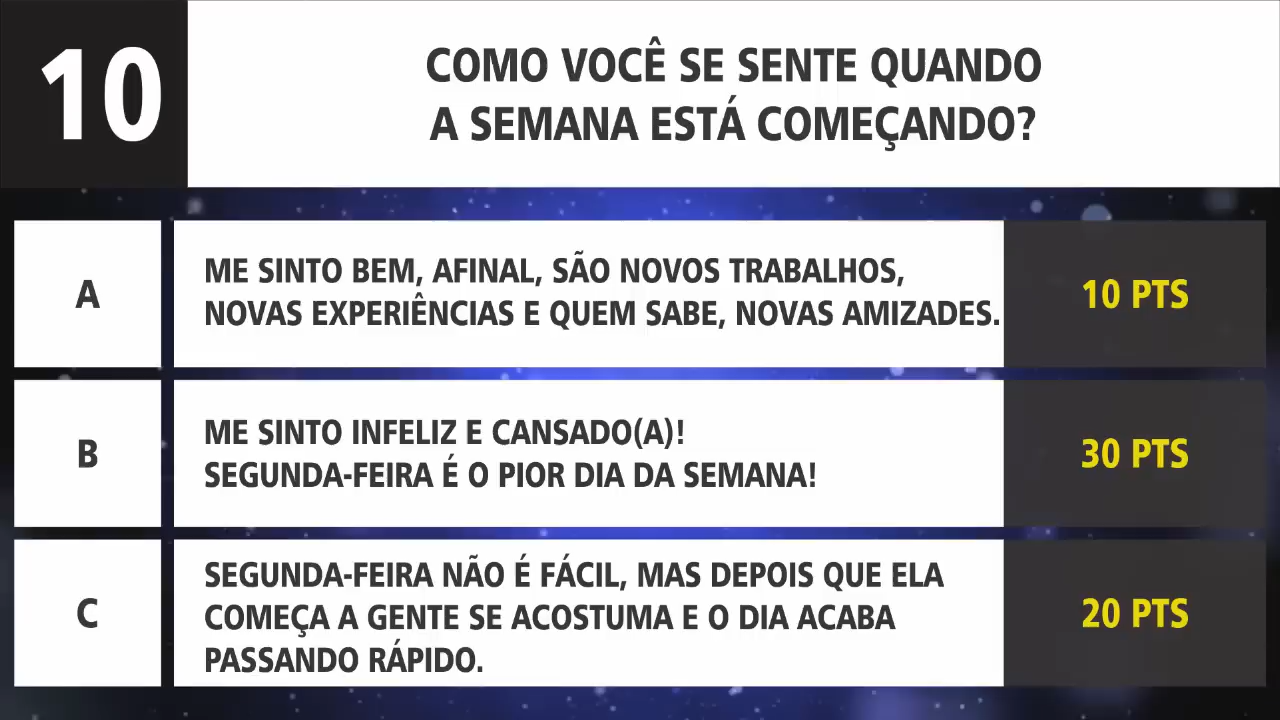 10
COMO VOCÊ SE SENTE QUANDO
A SEMANA ESTÁ COMEÇANDO?
A
ME SINTO BEM, AFINAL, SÃO NOVOS TRABALHOS,
NOVAS EXPERIÊNCIAS E QUEM SABE, NOVAS AMIZADES.
10 PTS
B
ME SINTO INFELIZ E CANSADO(A)!
SEGUNDA-FEIRA É O PIOR DIA DA SEMANA!
30 PTS
C
SEGUNDA-FEIRA NÃO É FÁCIL, MAS DEPOIS QUE ELA
COMEÇA A GENTE SE ACOSTUMA E O DIA ACABA
PASSANDO RÁPIDO.
20 PTS